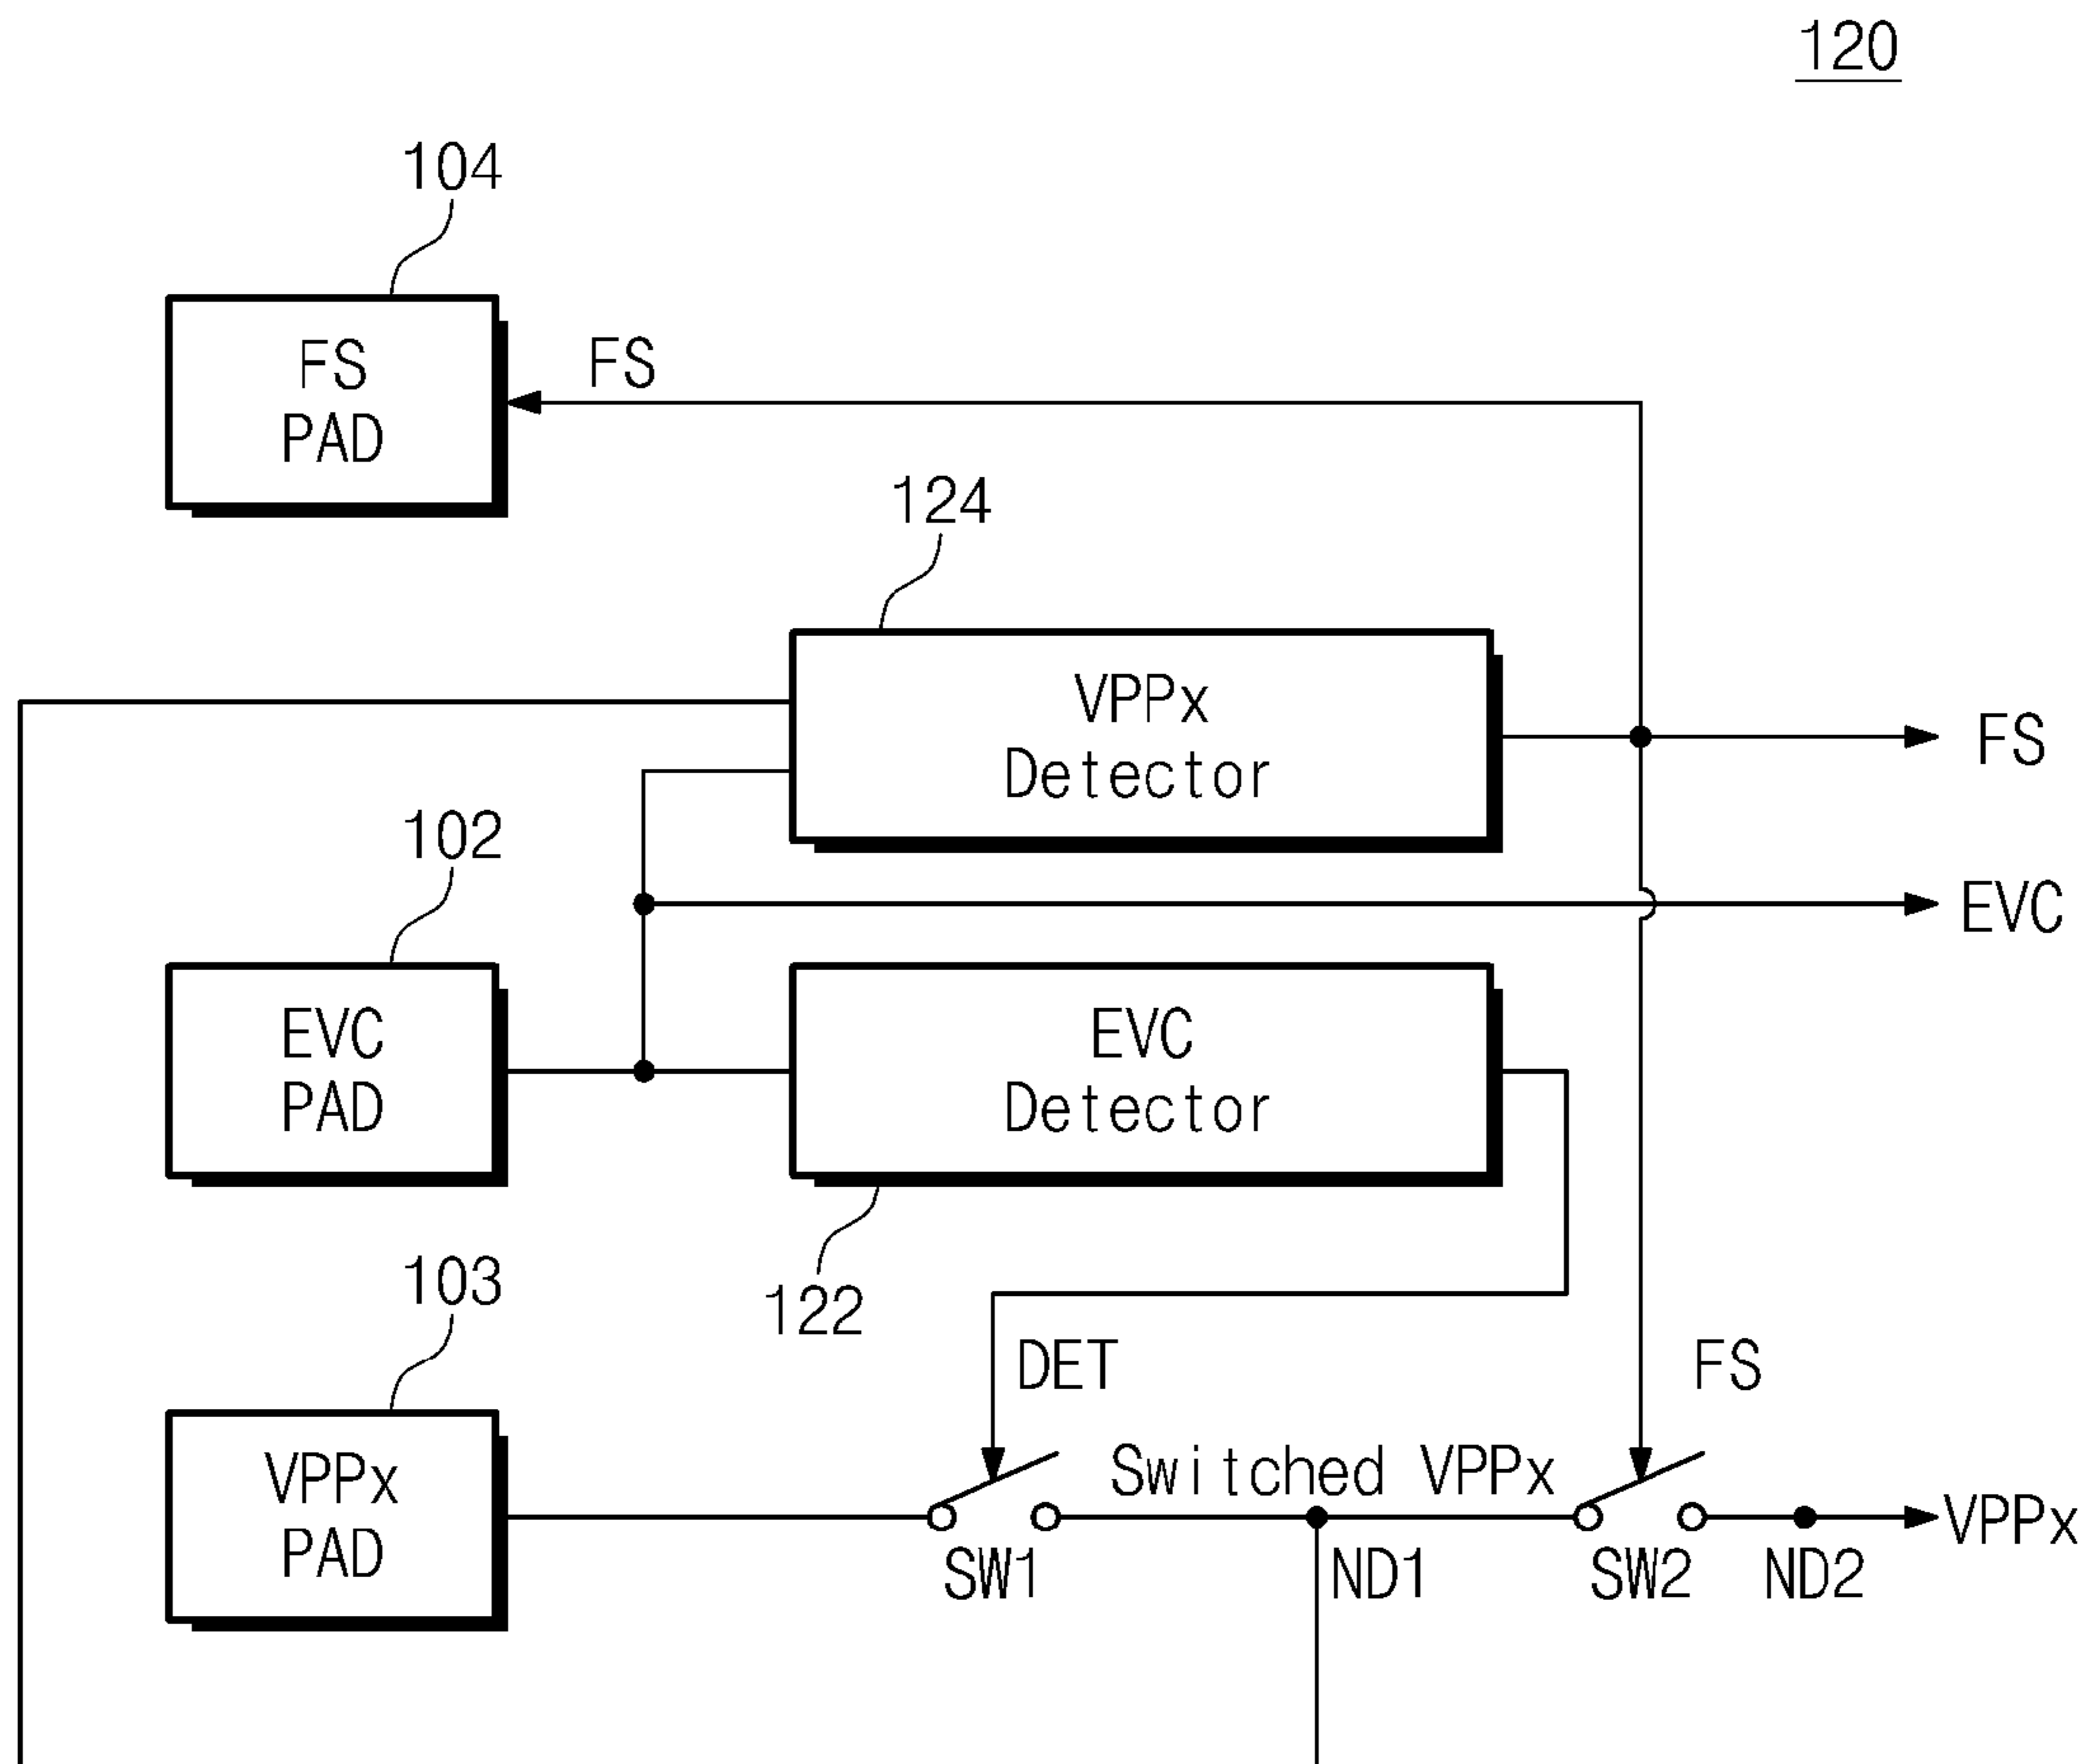 120
104
FS
PAD
FS
124
VPPx
Detector
FS
102
EVC
EVC
PAD
EVC
Detector
103
122
DET
FS
VPPx
PAD
Switched VPPx
VPPx
SW1
ND1
SW2
ND2